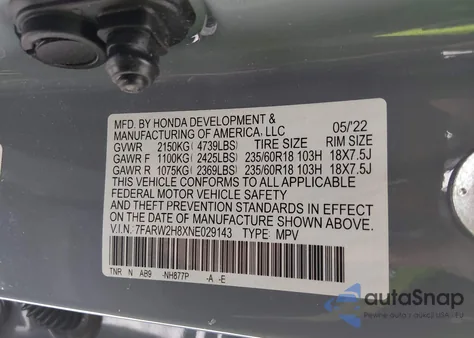 MFD. BY HONDA DEVELOPMENT &
MANUFACTURING OF AMERICA, LLC 05/'22
GVWR 2150KG( 4739LBS) TIRE SIZE RIM SIZE
GAWR F 1100KG( 2425LBS) 235/60R18 103H 18X7.5J
GAWR R 1075KG( 2369LBS) 235/60R18 103H 18X7.5J
THIS VEHICLE CONFORMS TO ALL APPLICABLE
FEDERAL MOTOR VEHICLE SAFETY
AND THEFT PREVENTION STANDARDS IN EFFECT ON
THE DATE OF MANUFACTURE SHOWN ABOVE.
V.I.N. 7FARW2H8XNE029143 TYPE: MPV
TNR N AB9 -NH877P -A -E
autoSnap